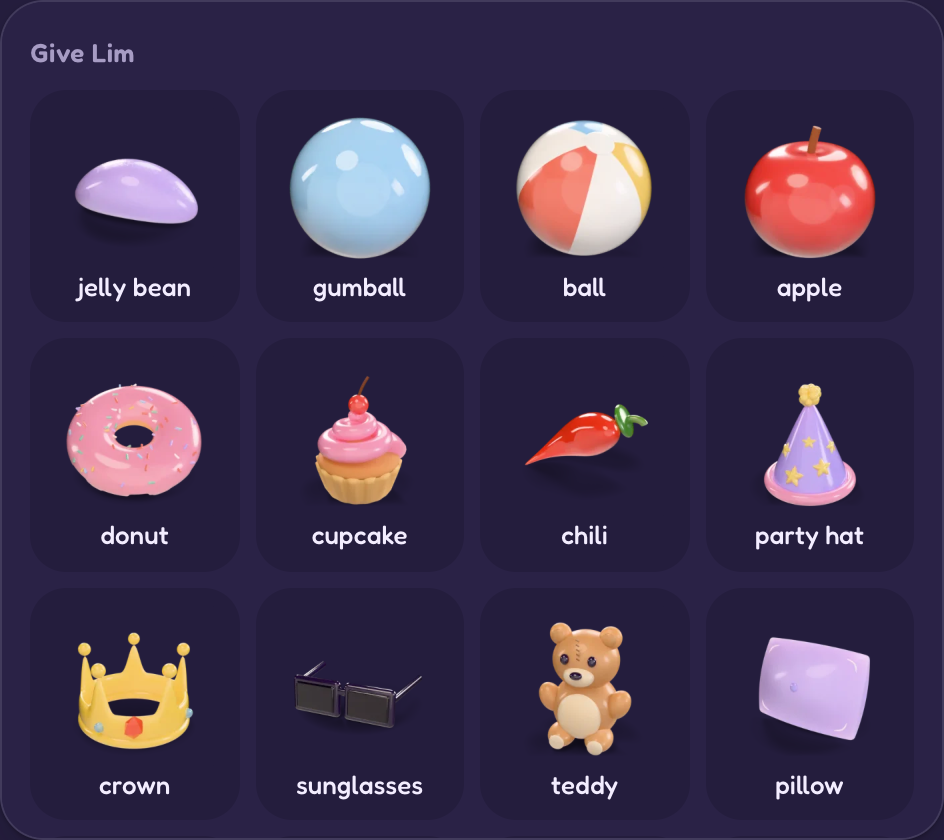 Give Lim
jelly bean
gumball
ball
apple
donut
cupcake
chili
party hat
crown
sunglasses
teddy
pillow